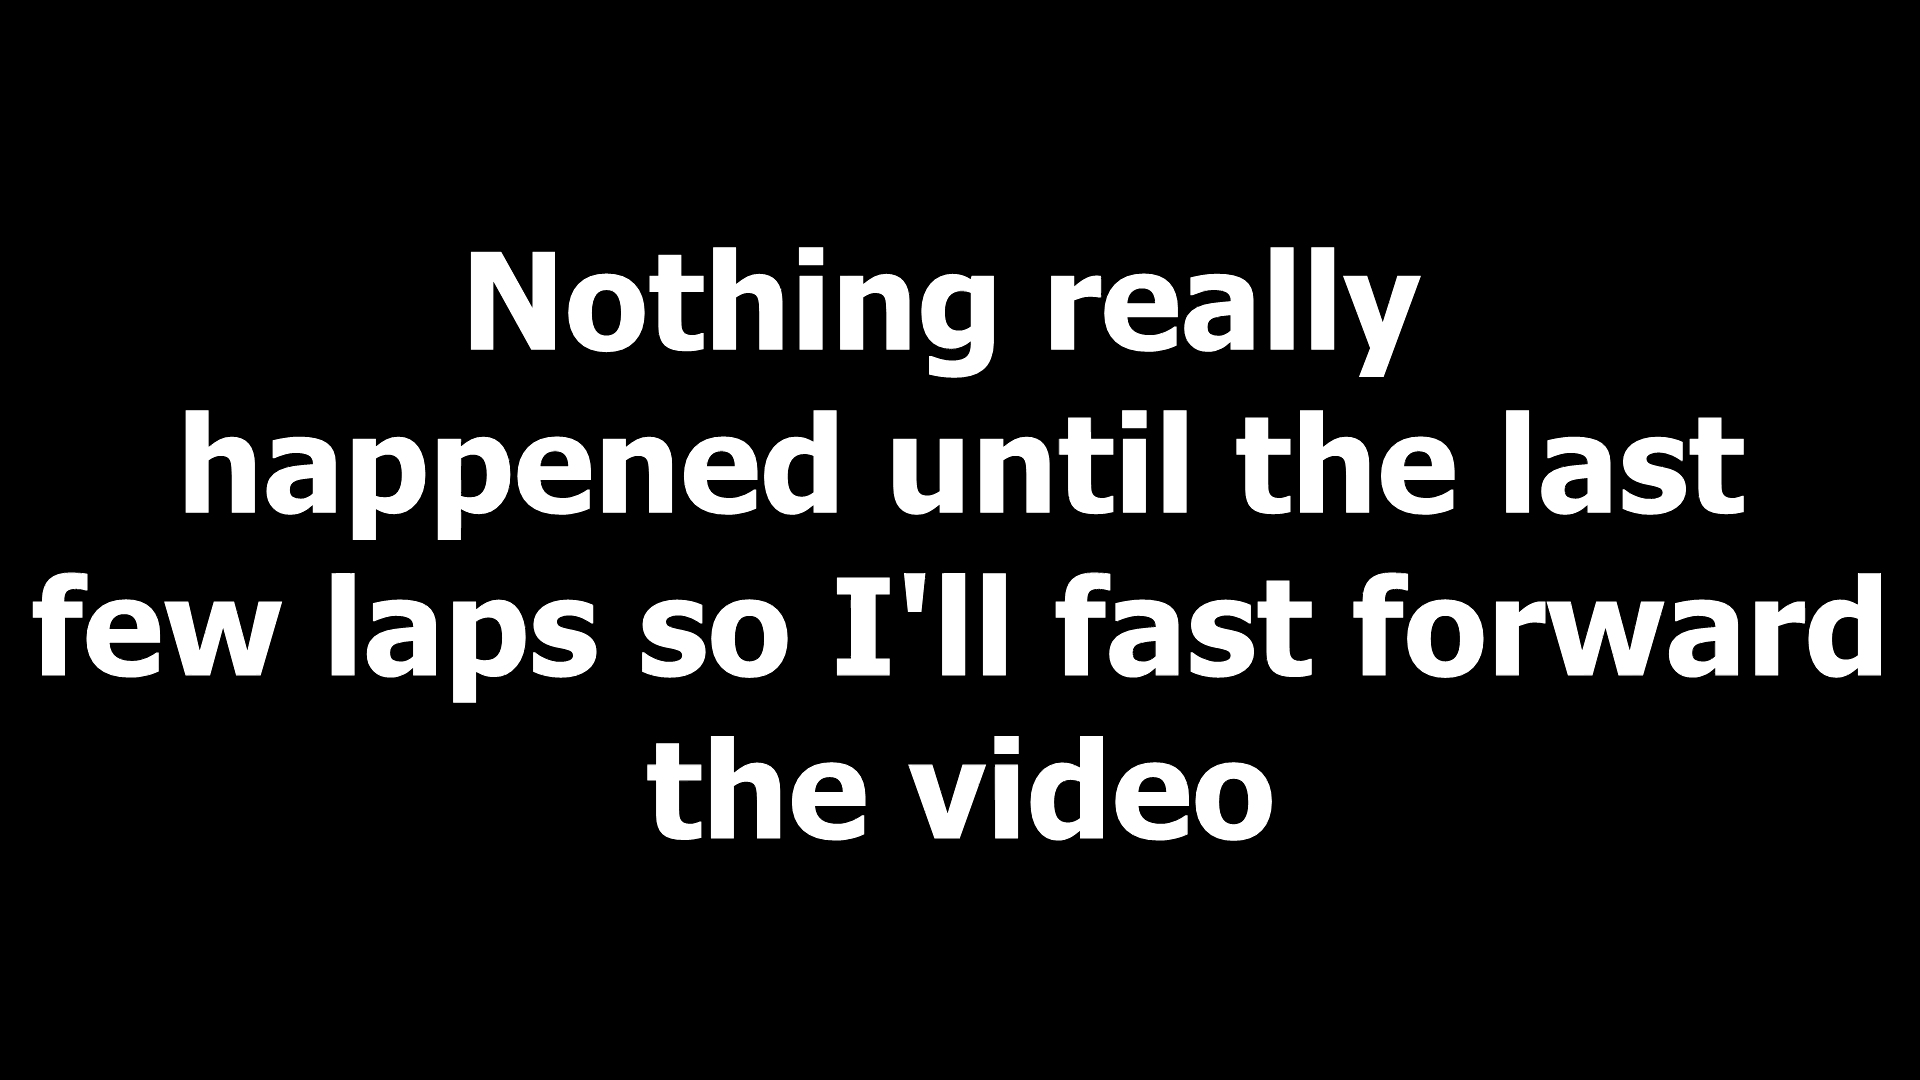 Nothing really
happened until the last
few laps so I'll fast forward
the video